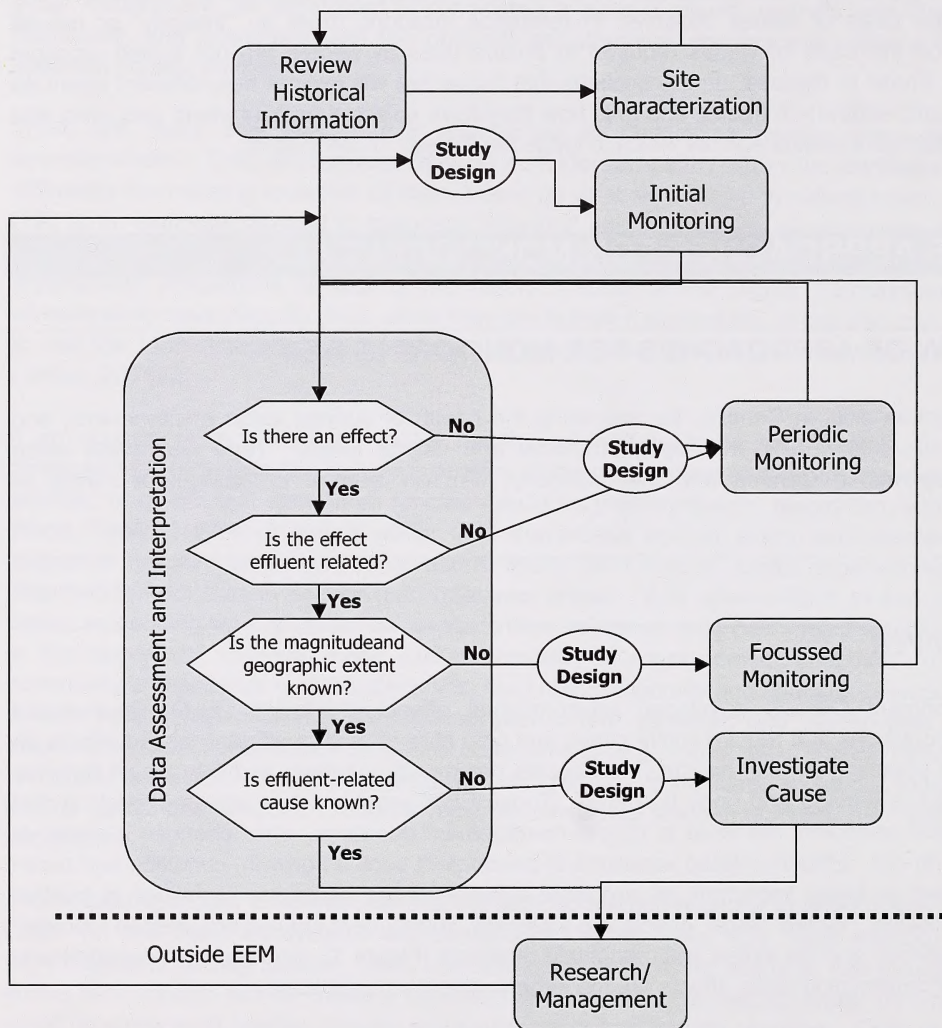 Review
Historical
Information
Site
Characterization
Study
Design
Initial
Monitoring
Data Assessment and Interpretation
Is there an effect?
No
Study
Design
Periodic
Monitoring
Yes
Is the effect
effluent related?
No
Yes
Is the magnitudeand
geographic extent
known?
No
Study
Design
Focussed
Monitoring
Yes
Is effluent-related
cause known?
No
Study
Design
Investigate
Cause
Yes
Outside EEM
Research/
Management